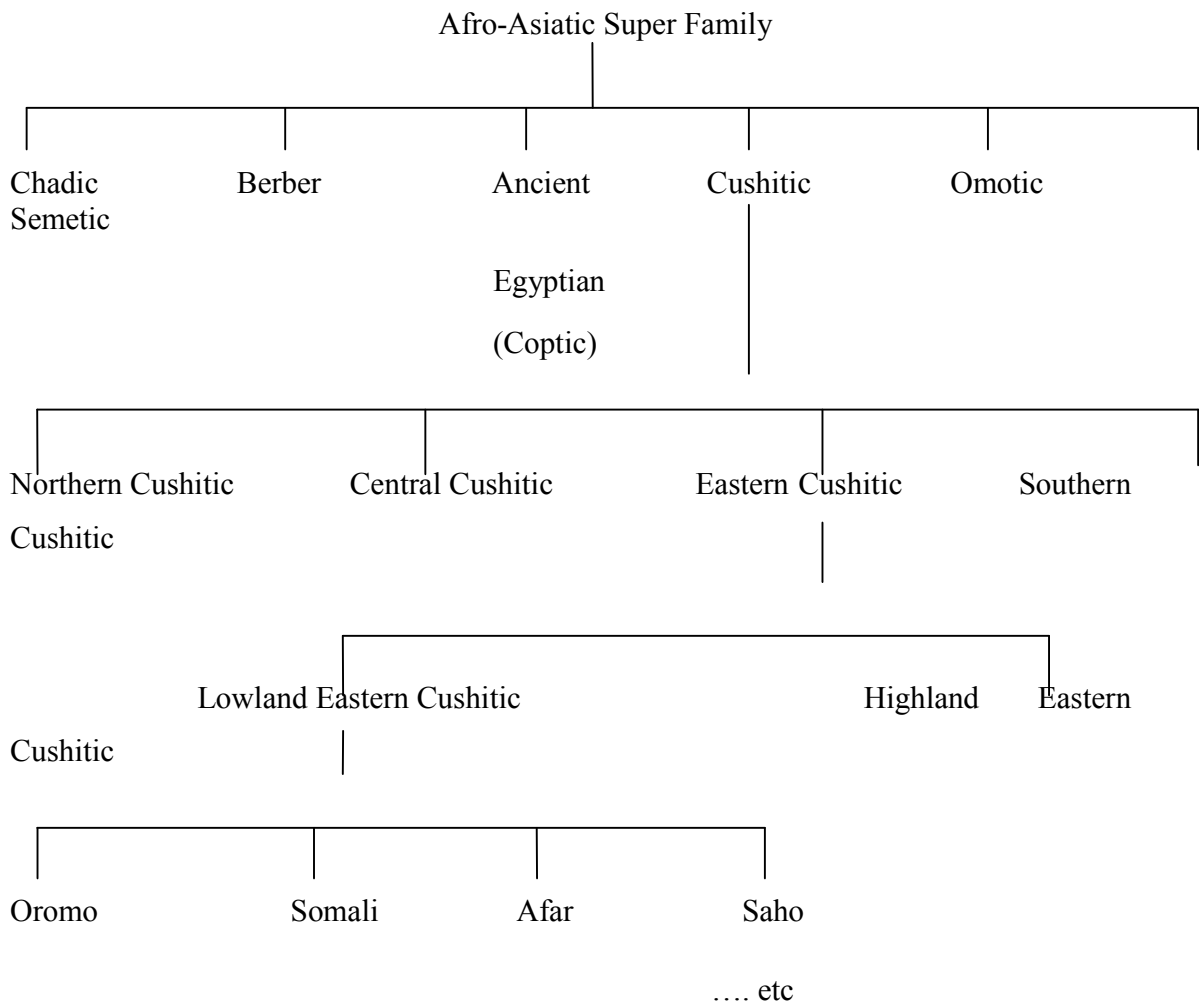 Afro-Asiatic Super Family
Chadic Berber Ancient Cushitic Omotic
Semetic
Egyptian
(Coptic)
Northern Cushitic Central Cushitic Eastern Cushitic Southern
Cushitic
Lowland Eastern Cushitic Highland Eastern
Cushitic
Oromo Somali Afar Saho
…. etc